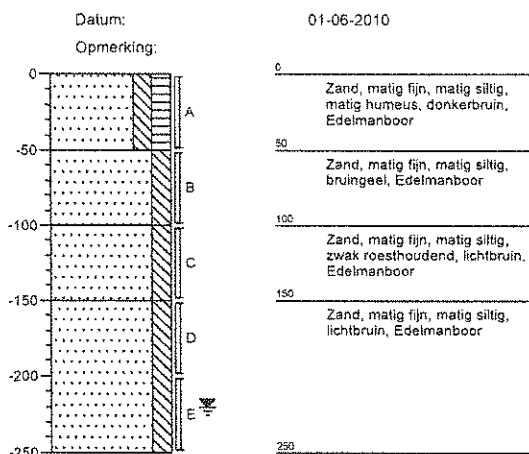 Datum: 01-06-2010
Opmerking:
0
-50
-100
-150
-200
-250
A
B
C
D
E
0
Zand, matig fijn, matig siltig,
matig humeus, donkerbruin,
Edelmanboor
50
Zand, matig fijn, matig siltig,
bruingeel, Edelmanboor
100
Zand, matig fijn, matig siltig,
zwak roesthoudend, lichtbruin,
Edelmanboor
150
Zand, matig fijn, matig siltig,
lichtbruin, Edelmanboor
250